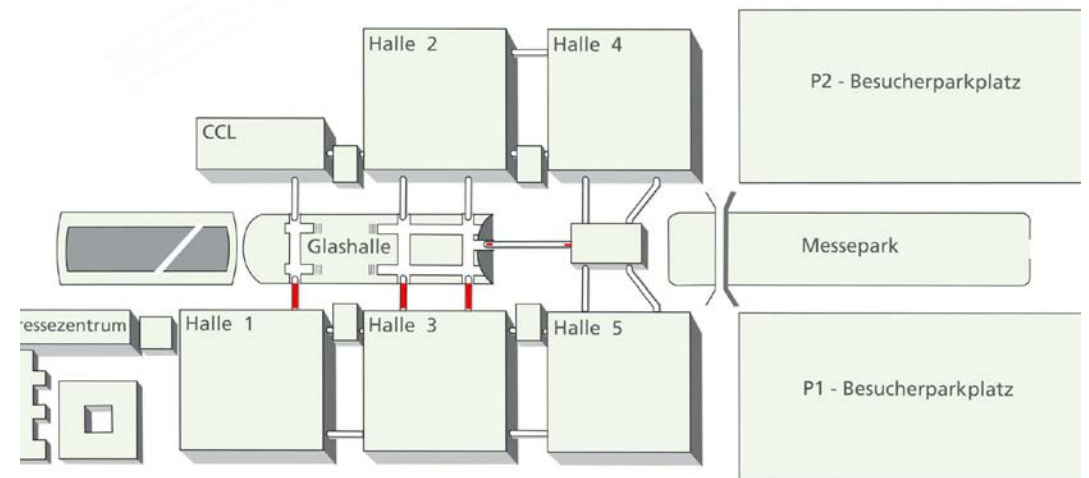 Halle 2
Halle 4
P2 - Besucherparkplatz
CCL
Glashalle
Messepark
ressezentrum
Halle 1
Halle 3
Halle 5
P1 - Besucherparkplatz